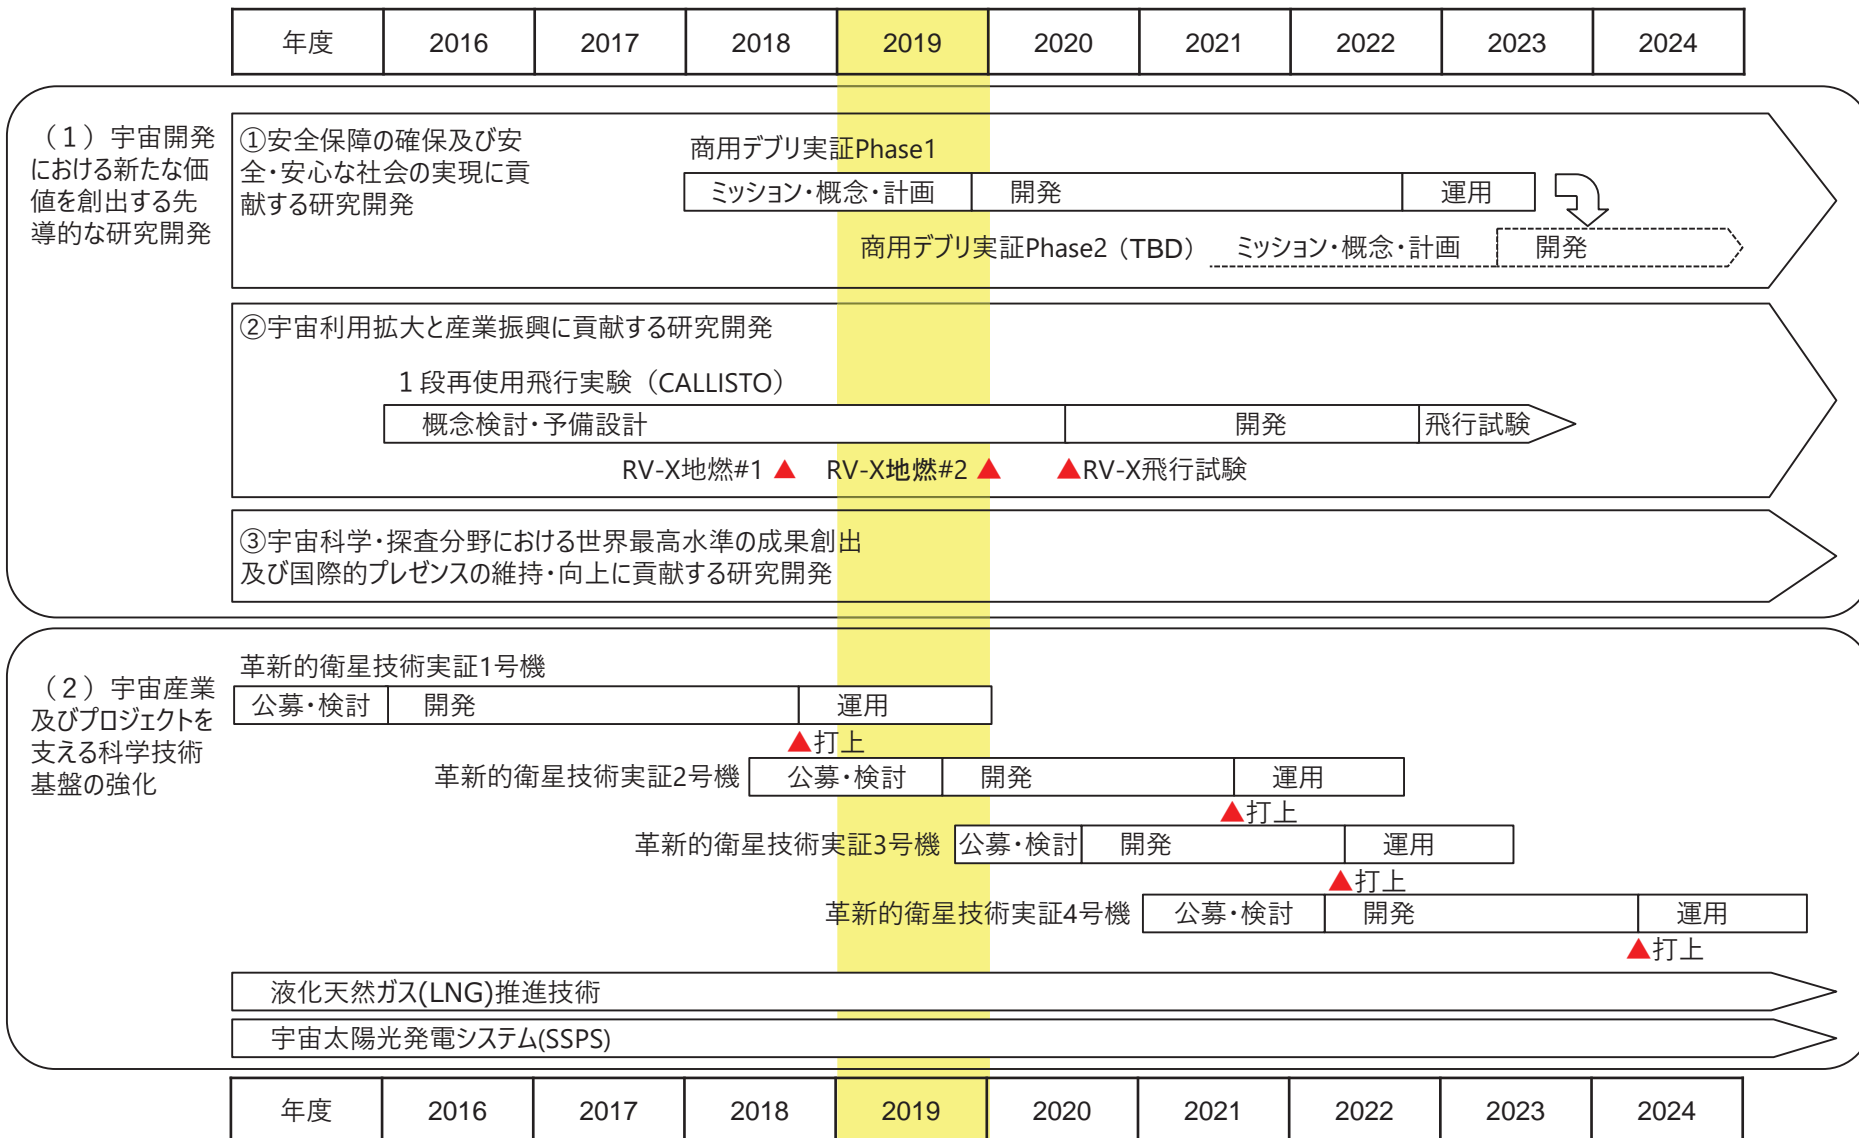 年度 2016 2017 2018 2019 2020 2021 2022 2023 2024
（１）宇宙開発
における新たな価
値を創出する先
導的な研究開発
①安全保障の確保及び安
全・安心な社会の実現に貢
献する研究開発
商用デブリ実証Phase1
ミッション・概念・計画 開発 運用
商用デブリ実証Phase2（TBD） ミッション・概念・計画 開発
②宇宙利用拡大と産業振興に貢献する研究開発
１段再使用飛行実験（CALLISTO）
概念検討・予備設計 開発 飛行試験
RV-X地燃#1 ▲ RV-X地燃#2 ▲ ▲RV-X飛行試験
③宇宙科学・探査分野における世界最高水準の成果創出
及び国際的プレゼンスの維持・向上に貢献する研究開発
（２）宇宙産業
及びプロジェクトを
支える科学技術
基盤の強化
革新的衛星技術実証1号機
公募・検討 開発 運用
▲打上
革新的衛星技術実証2号機 公募・検討 開発 運用
▲打上
革新的衛星技術実証3号機 公募・検討 開発 運用
▲打上
革新的衛星技術実証4号機 公募・検討 開発 運用
▲打上
液化天然ガス(LNG)推進技術
宇宙太陽光発電システム(SSPS)
年度 2016 2017 2018 2019 2020 2021 2022 2023 2024